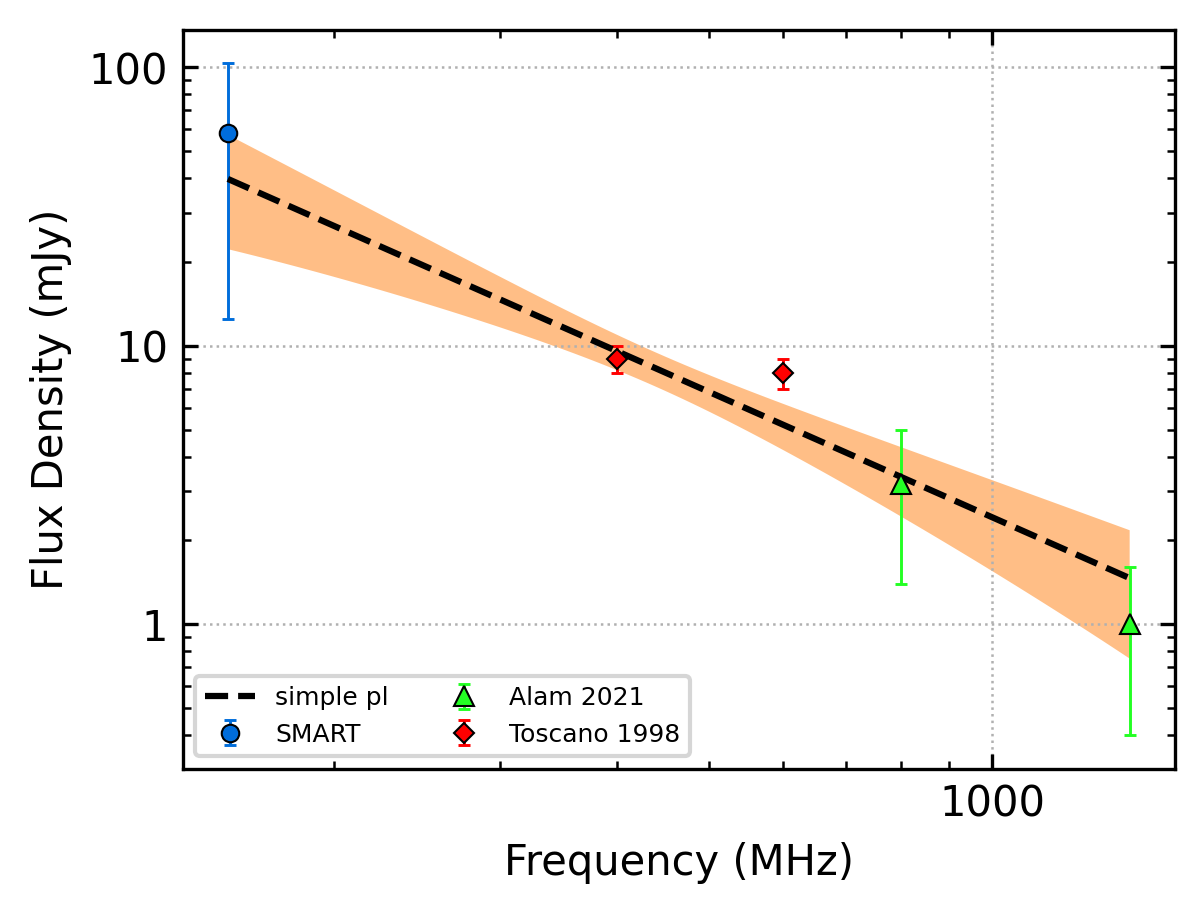 100
10
1
Flux Density (mJy)
simple pl
SMART
Alam 2021
Toscano 1998
1000
Frequency (MHz)